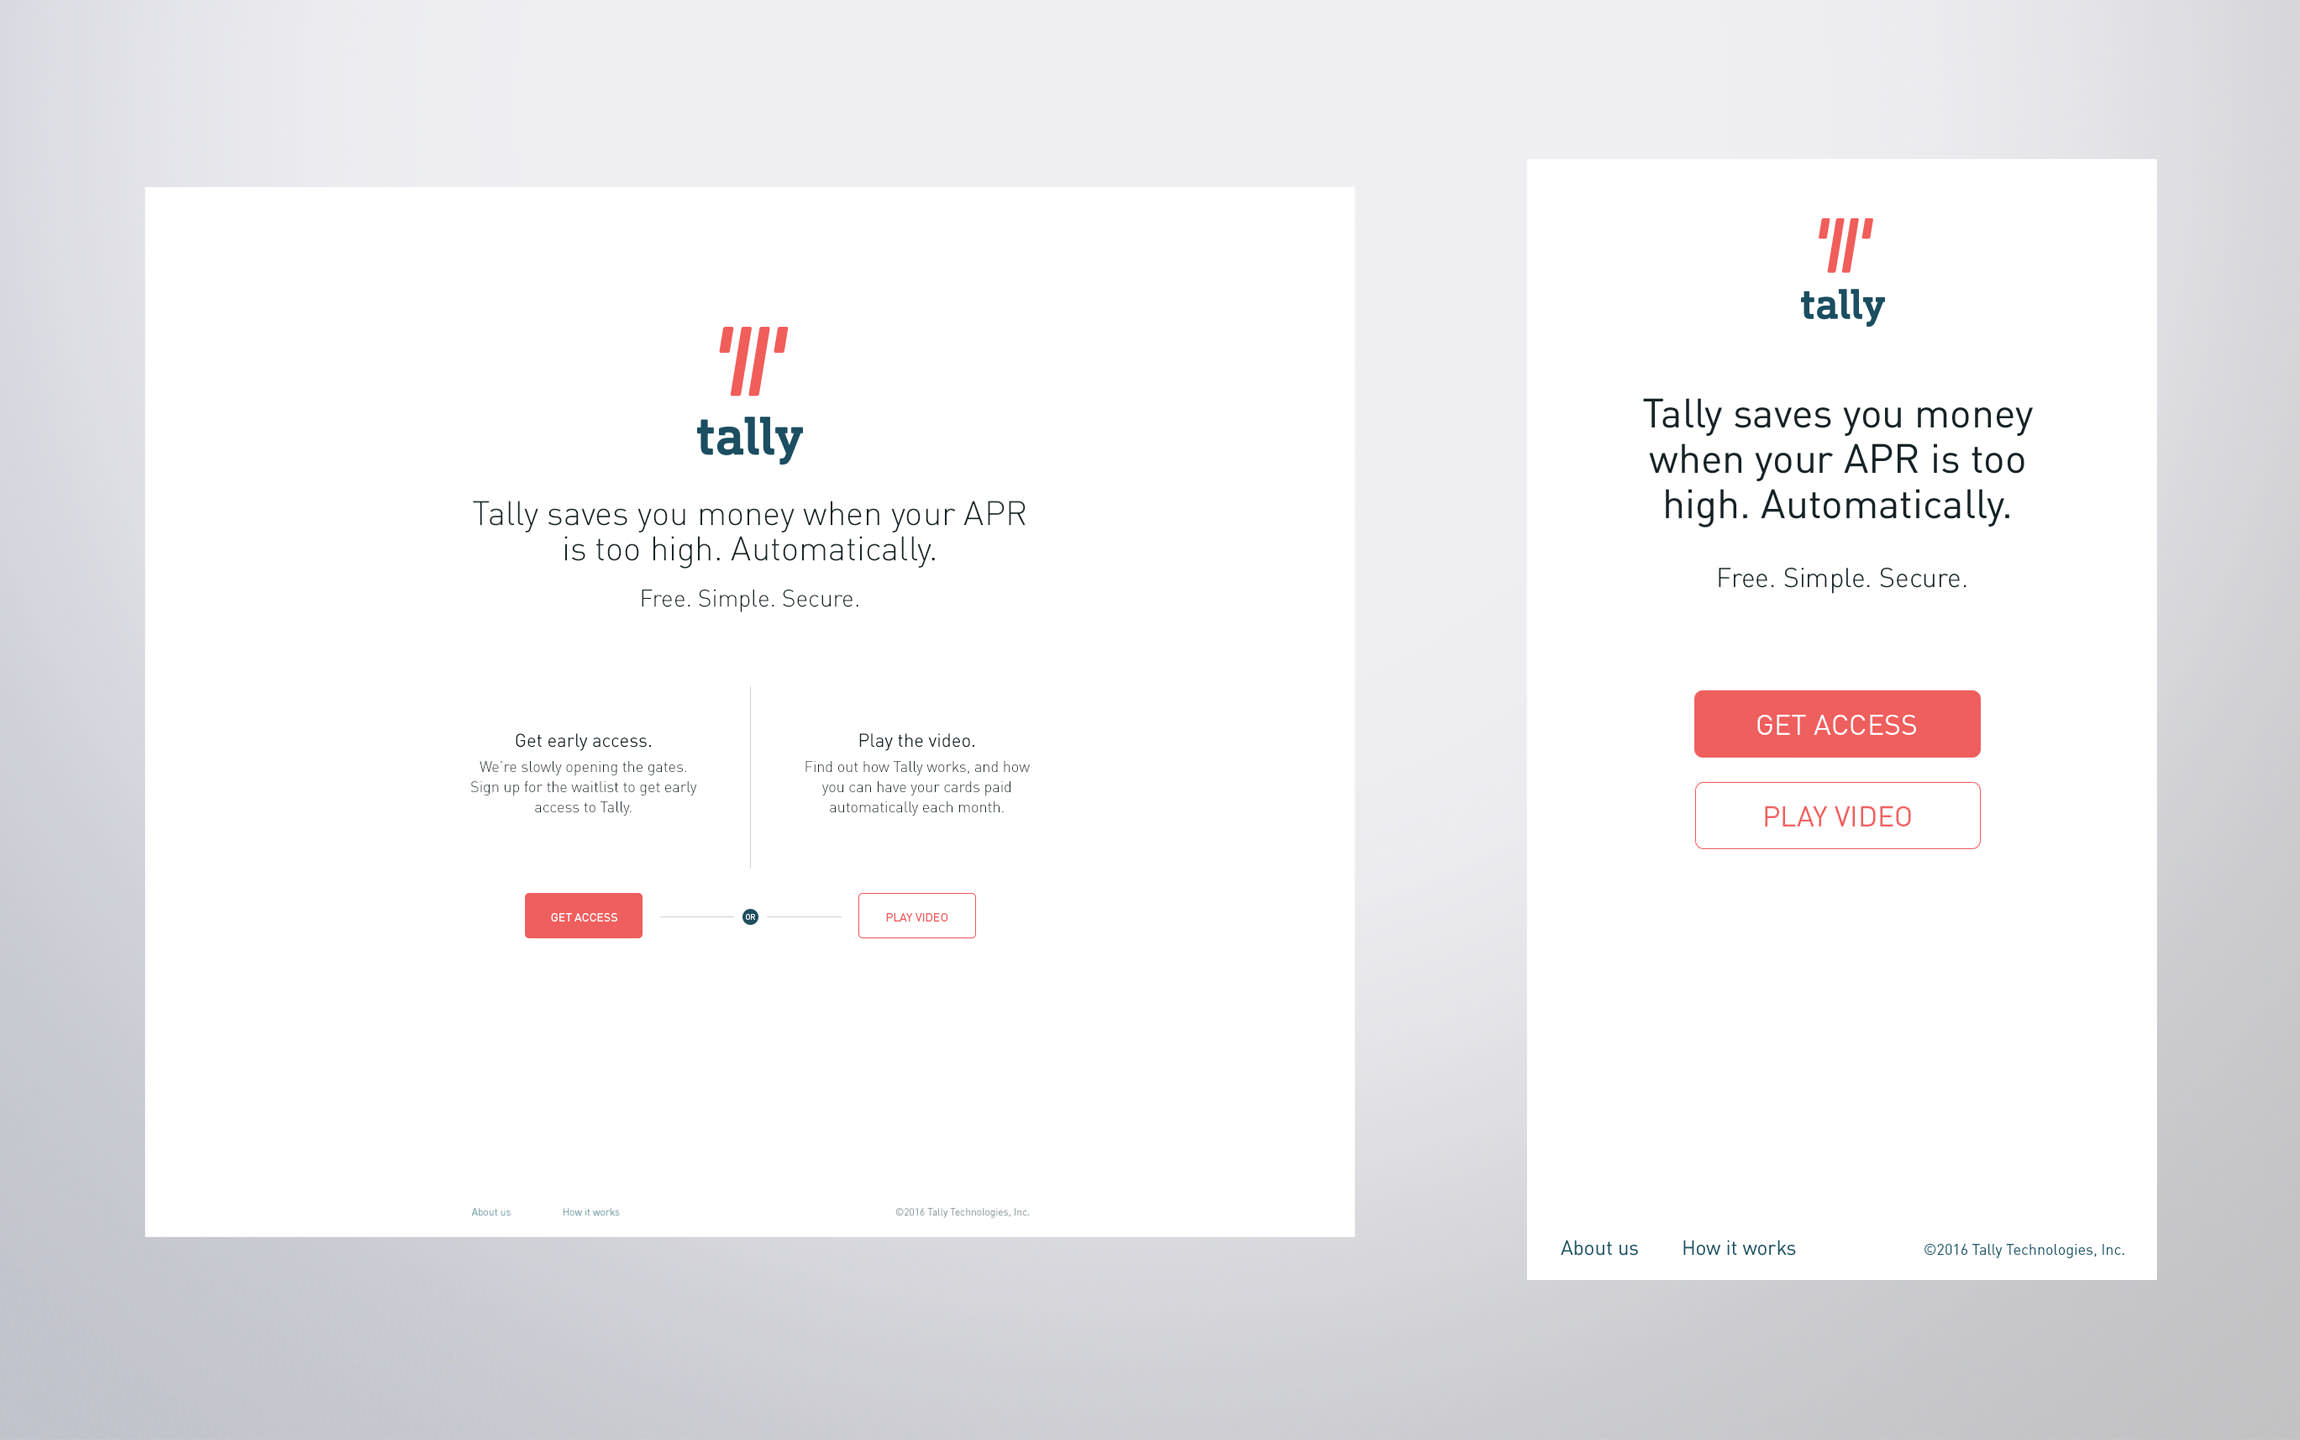 tally
Tally saves you money when your APR
is too high. Automatically.
Free. Simple. Secure.
Get early access.
We're slowly opening the gates.
Sign up for the waitlist to get early
access to Tally.
Play the video.
Find out how Tally works, and how
you can have your cards paid
automatically each month.
GET ACCESS
OR
PLAY VIDEO
About us
How it works
©2016 Tally Technologies, Inc.
tally
Tally saves you money
when your APR is too
high. Automatically.
Free. Simple. Secure.
GET ACCESS
PLAY VIDEO
About us
How it works
©2016 Tally Technologies, Inc.